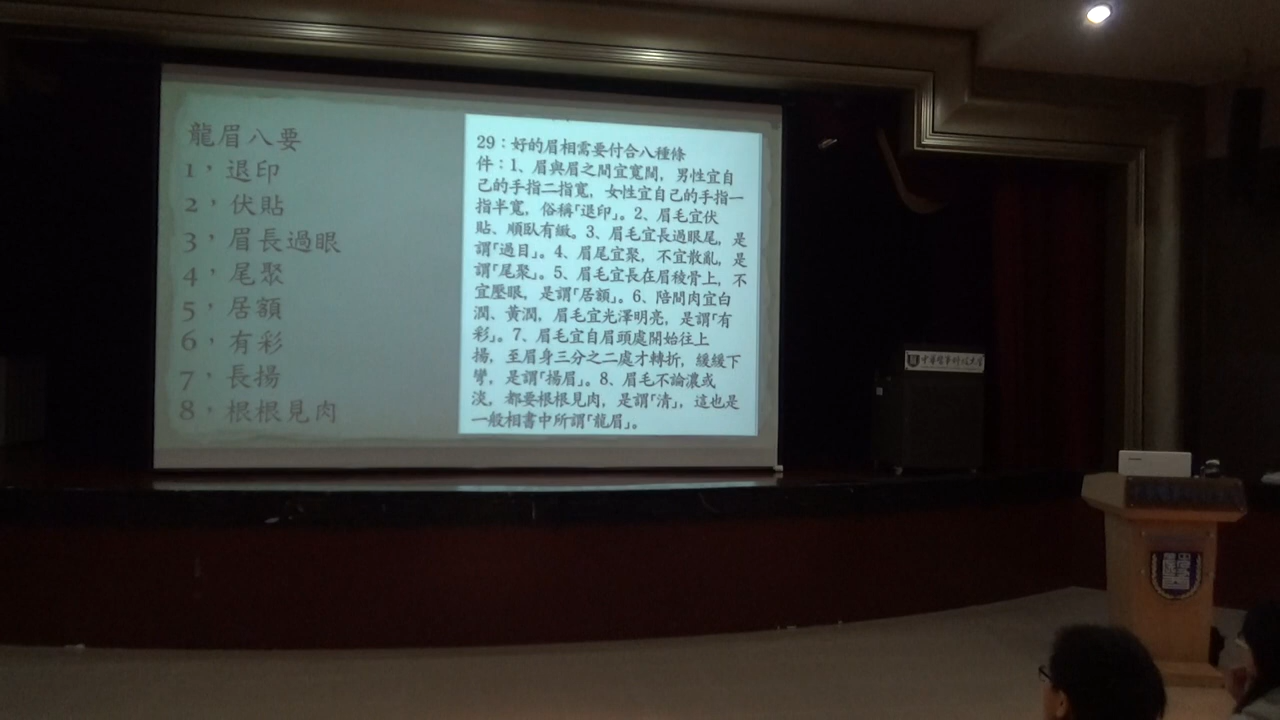 龍眉八要
1，退印
2，伏貼
3，眉長過眼
4，尾聚
5，居額
6，有彩
7，長揚
8，根根見肉
29：好的眉相需要付合八種條
件：1、眉與眉之間宜寬闊，男性宜自
己的手指二指寬，女性宜自己的手指一
指半寬，俗稱「退印」。2、眉毛宜伏
貼、順臥有緻。3、眉毛宜長過眼尾，是
謂「過目」。4、眉尾宜聚，不宜散亂，是
謂「尾聚」。5、眉毛宜長在眉稜骨上，不
宜壓眼，是謂「居額」。6、陪間肉宜白
潤、黃潤，眉毛宜光澤明亮，是謂「有
彩」。7、眉毛宜自眉頭處開始往上
揚，至眉身三分之二處才轉折，緩緩下
彎，是謂「揚眉」。8、眉毛不論濃或
淡，都要根根見肉，是謂「清」，這也是
一般相書中所謂「龍眉」。
中華醫事科技大學